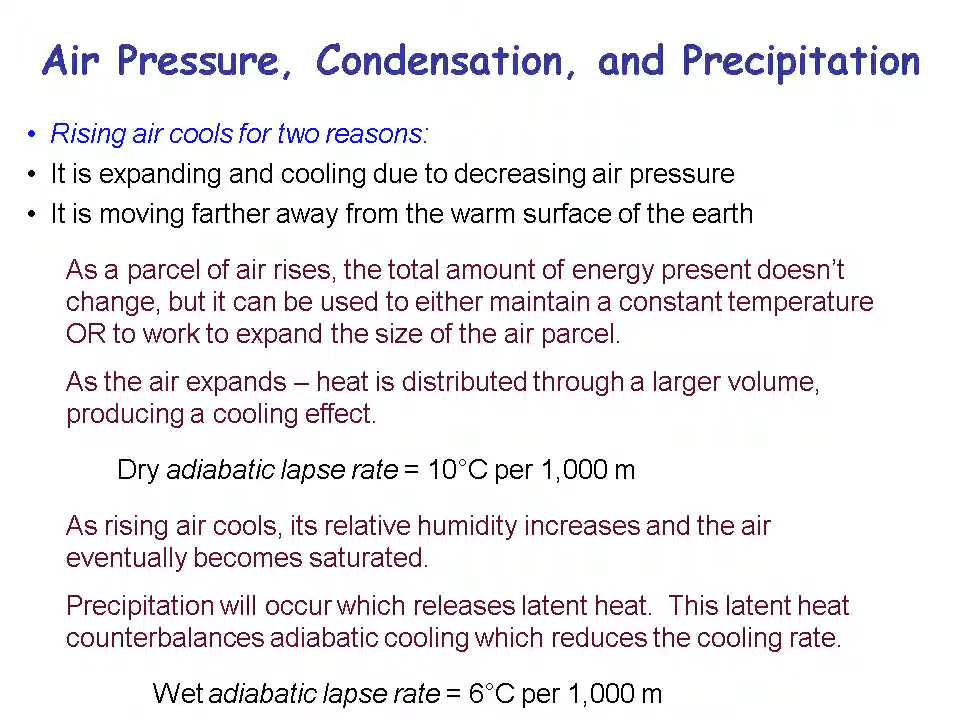 Air Pressure, Condensation, and Precipitation
• Rising air cools for two reasons:
• It is expanding and cooling due to decreasing air pressure
• It is moving farther away from the warm surface of the earth
As a parcel of air rises, the total amount of energy present doesn’t
change, but it can be used to either maintain a constant temperature
OR to work to expand the size of the air parcel.
As the air expands – heat is distributed through a larger volume,
producing a cooling effect.
Dry adiabatic lapse rate = 10°C per 1,000 m
As rising air cools, its relative humidity increases and the air
eventually becomes saturated.
Precipitation will occur which releases latent heat.  This latent heat
counterbalances adiabatic cooling which reduces the cooling rate.
Wet adiabatic lapse rate = 6°C per 1,000 m